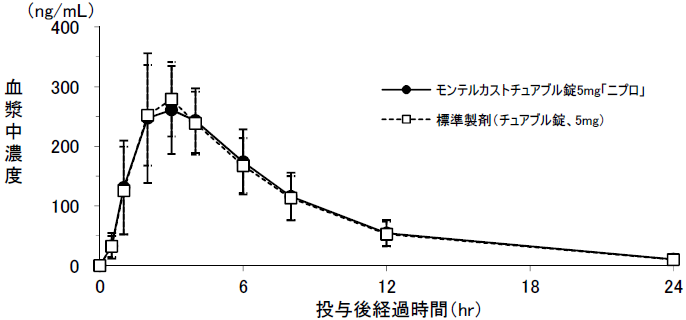 (ng/mL)
400
300
200
100
0
血漿中濃度
モンテルカストチュアブル錠5mg「ニプロ」
標準製剤(チュアブル錠、5mg)
0 6 12 18 24
投与後経過時間(hr)